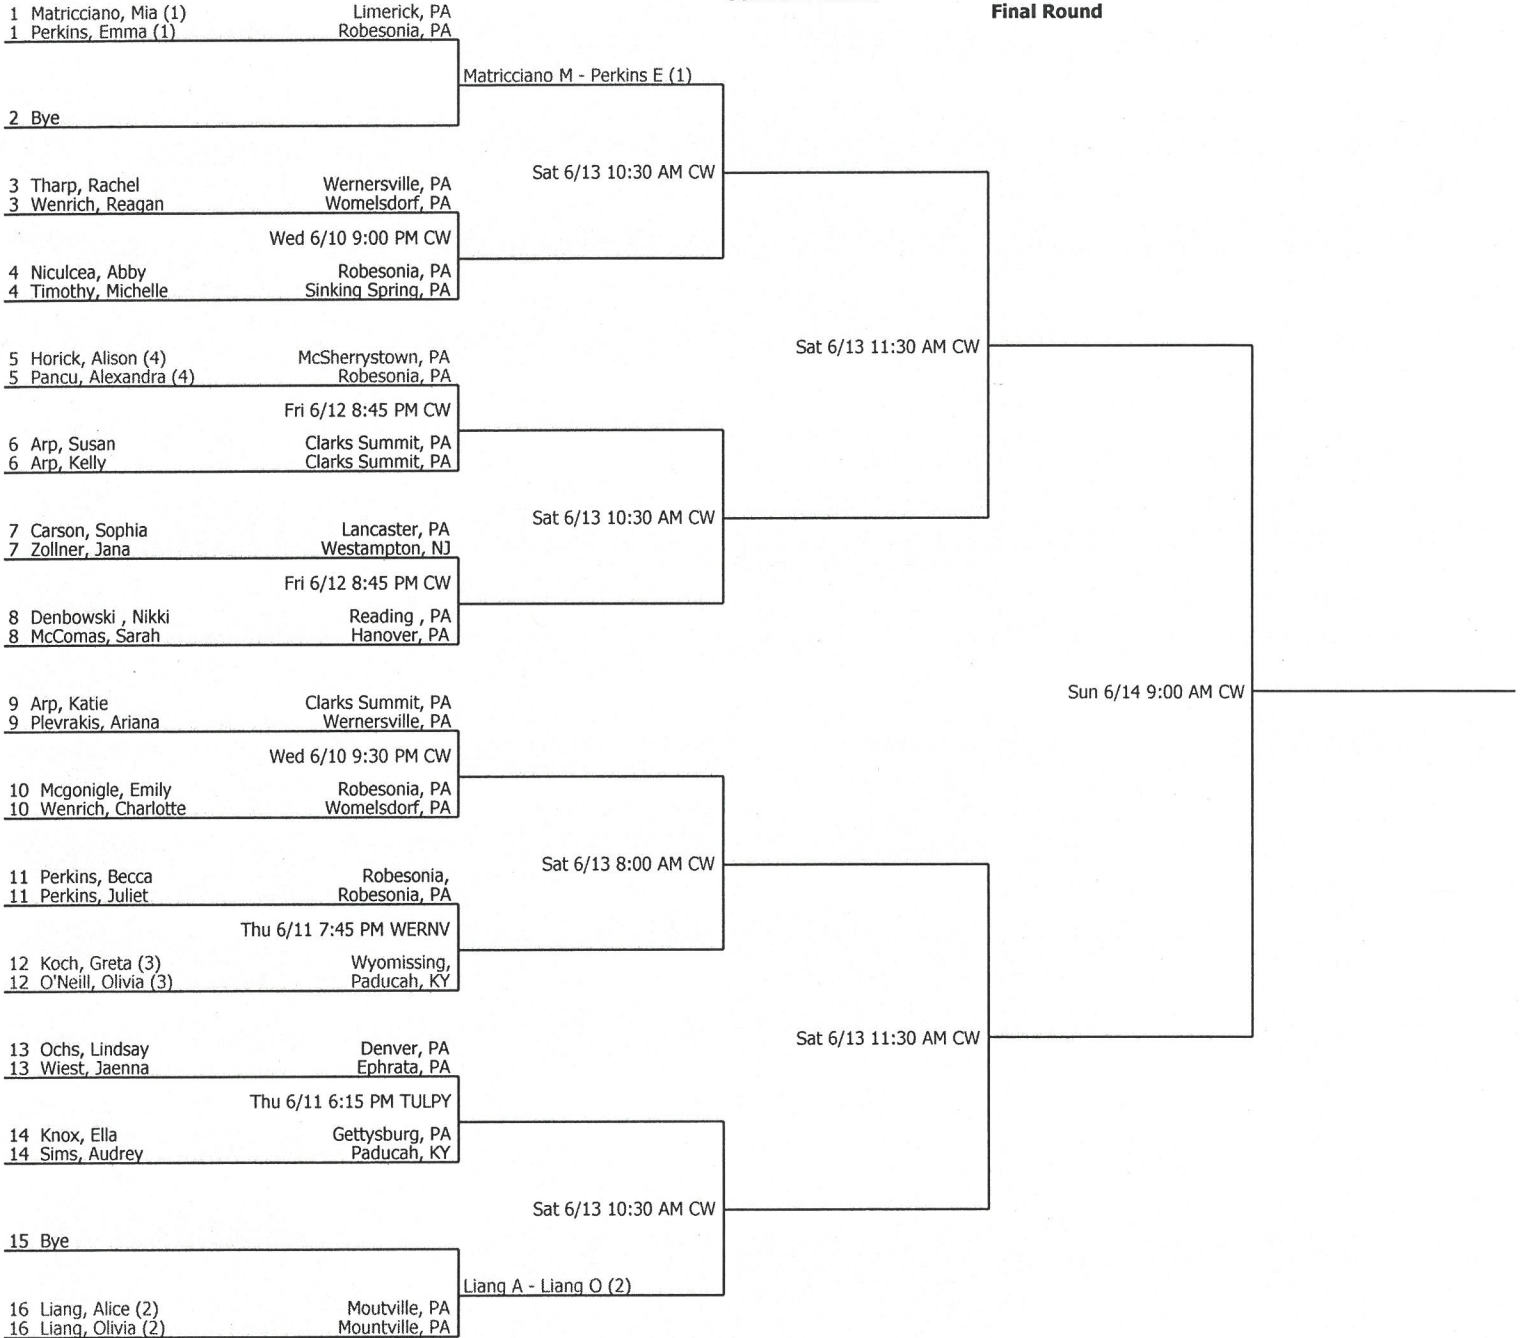 Final Round
1 Matricciano, Mia (1) Limerick, PA
1 Perkins, Emma (1) Robesonia, PA
Matricciano M - Perkins E (1)
2 Bye
Sat 6/13 10:30 AM CW
3 Tharp, Rachel Wernersville, PA
3 Wenrich, Reagan Womelsdorf, PA
Wed 6/10 9:00 PM CW
4 Niculcea, Abby Robesonia, PA
4 Timothy, Michelle Sinking Spring, PA
Sat 6/13 11:30 AM CW
5 Horick, Alison (4) McSherrystown, PA
5 Pancu, Alexandra (4) Robesonia, PA
Fri 6/12 8:45 PM CW
6 Arp, Susan Clarks Summit, PA
6 Arp, Kelly Clarks Summit, PA
Sat 6/13 10:30 AM CW
7 Carson, Sophia Lancaster, PA
7 Zollner, Jana Westampton, NJ
Fri 6/12 8:45 PM CW
8 Denbowski , Nikki Reading , PA
8 McComas, Sarah Hanover, PA
Sun 6/14 9:00 AM CW
9 Arp, Katie Clarks Summit, PA
9 Plevrakis, Ariana Wernersville, PA
Wed 6/10 9:30 PM CW
10 Mcgonigle, Emily Robesonia, PA
10 Wenrich, Charlotte Womelsdorf, PA
Sat 6/13 8:00 AM CW
11 Perkins, Becca Robesonia,
11 Perkins, Juliet Robesonia, PA
Thu 6/11 7:45 PM WERNV
12 Koch, Greta (3) Wyomissing,
12 O'Neill, Olivia (3) Paducah, KY
Sat 6/13 11:30 AM CW
13 Ochs, Lindsay Denver, PA
13 Wiest, Jaenna Ephrata, PA
Thu 6/11 6:15 PM TULPY
14 Knox, Ella Gettysburg, PA
14 Sims, Audrey Paducah, KY
Sat 6/13 10:30 AM CW
15 Bye
Liang A - Liang O (2)
16 Liang, Alice (2) Moutville, PA
16 Liang, Olivia (2) Mountville, PA